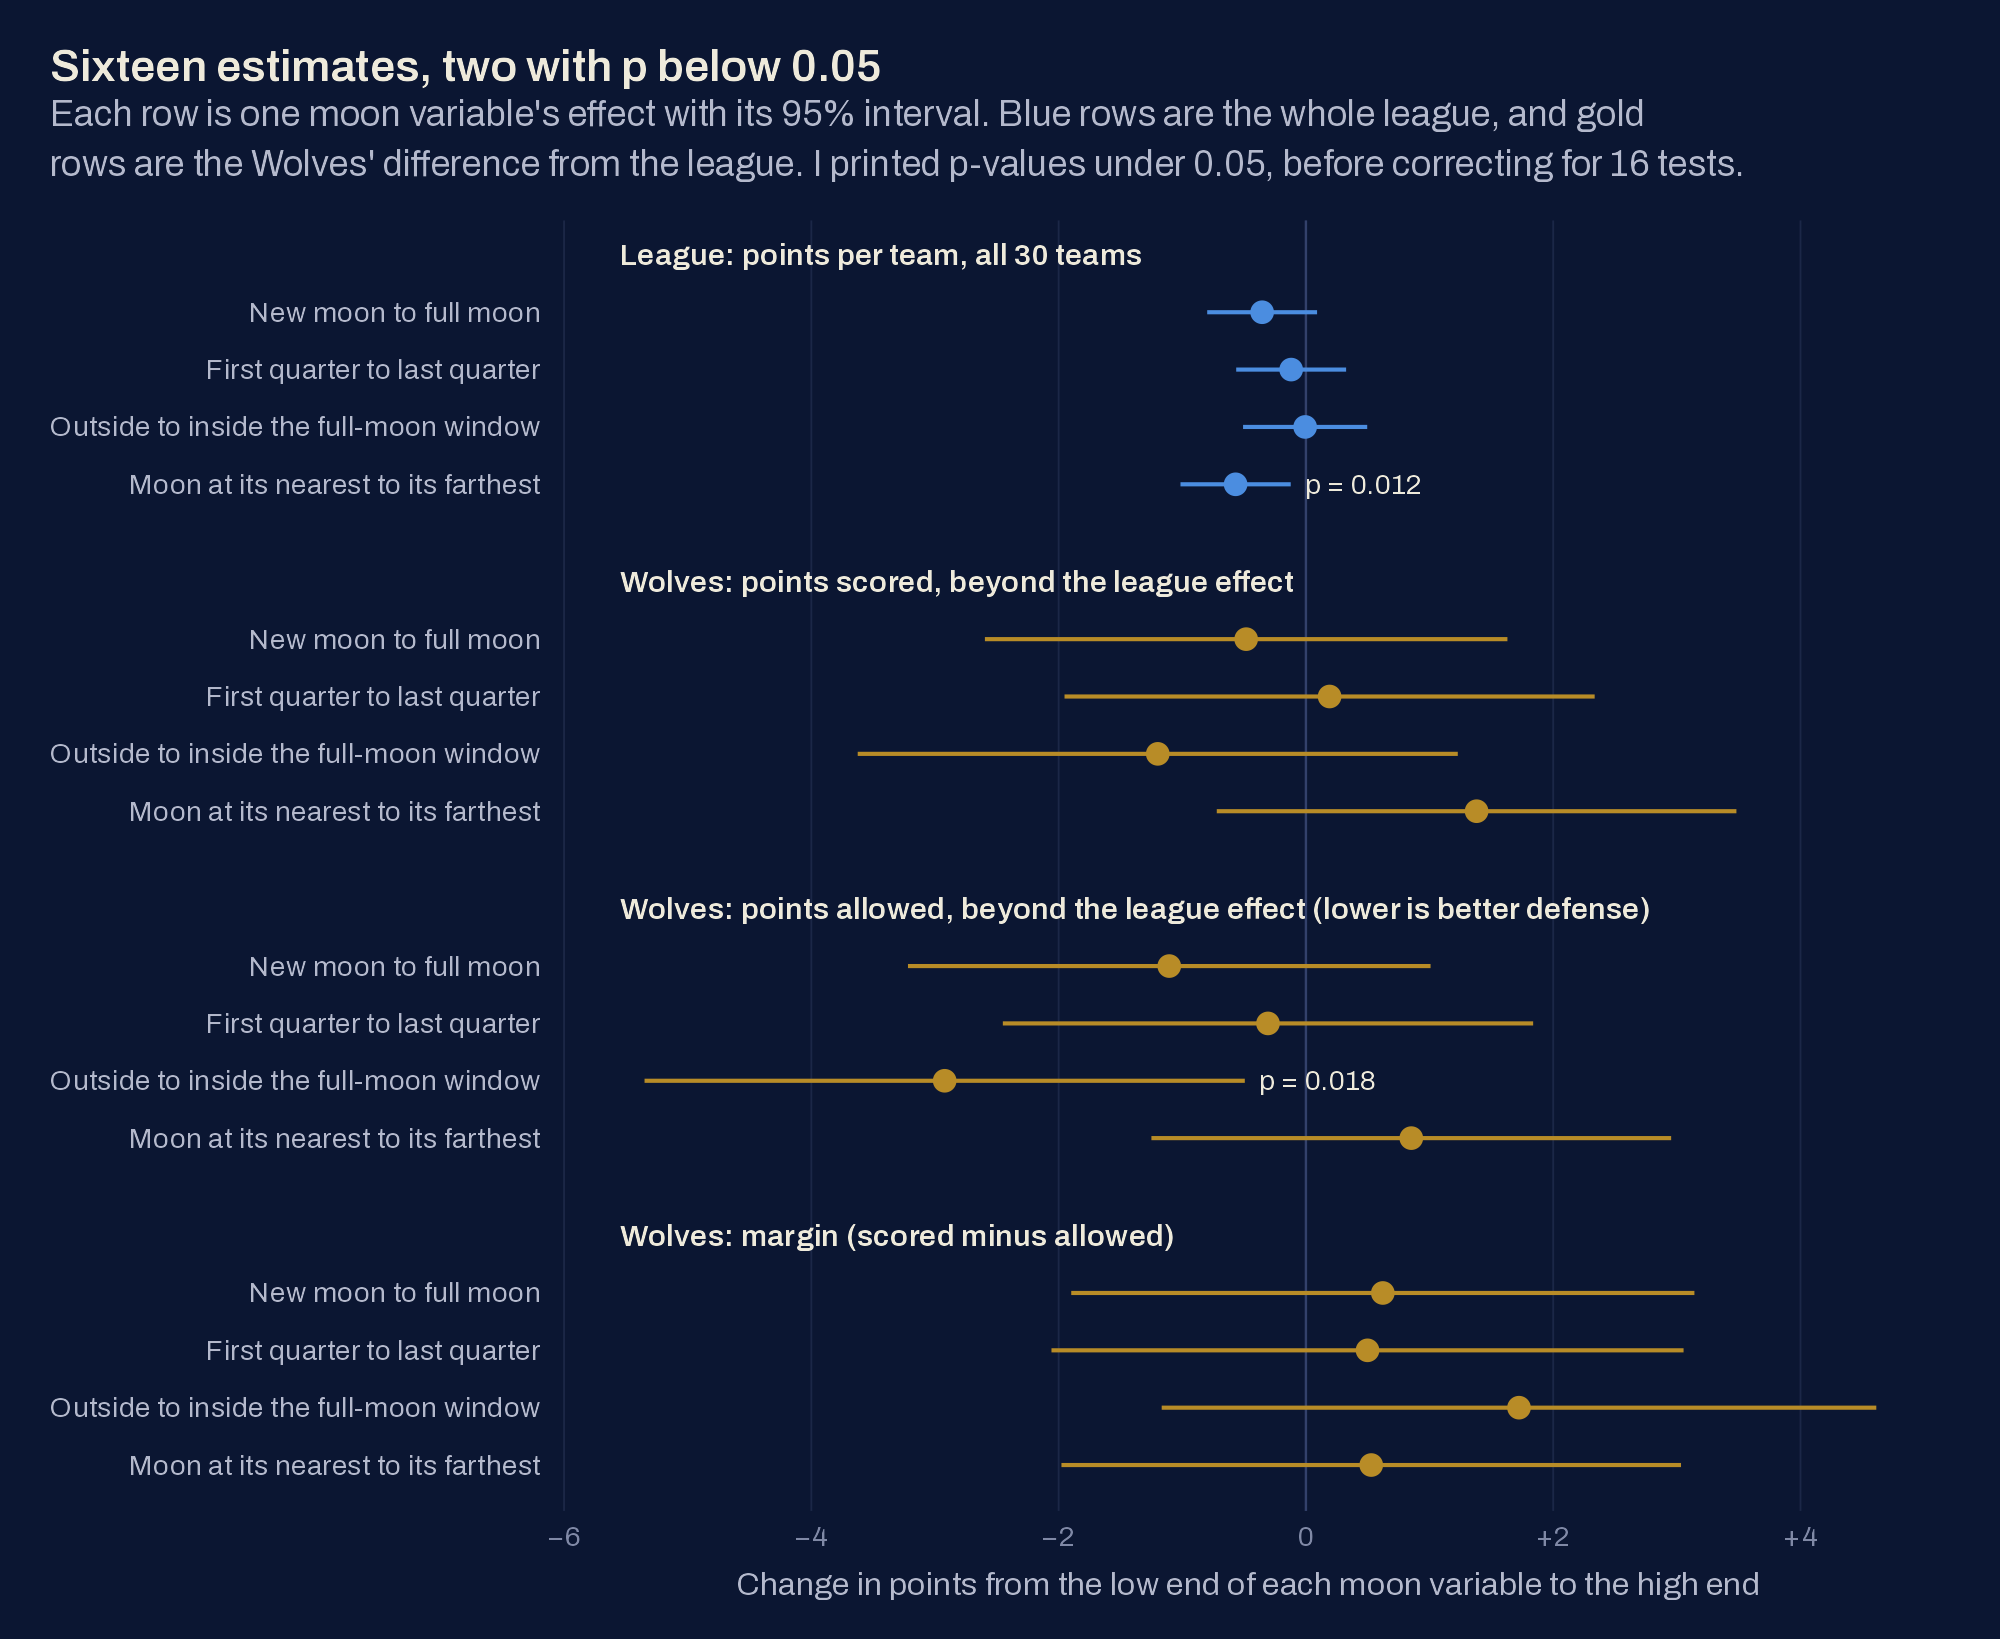 Sixteen estimates, two with p below 0.05
Each row is one moon variable's effect with its 95% interval. Blue rows are the whole league, and gold
rows are the Wolves' difference from the league. I printed p-values under 0.05, before correcting for 16 tests.
League: points per team, all 30 teams
New moon to full moon
First quarter to last quarter
Outside to inside the full-moon window
Moon at its nearest to its farthest p = 0.012
Wolves: points scored, beyond the league effect
New moon to full moon
First quarter to last quarter
Outside to inside the full-moon window
Moon at its nearest to its farthest
Wolves: points allowed, beyond the league effect (lower is better defense)
New moon to full moon
First quarter to last quarter
Outside to inside the full-moon window p = 0.018
Moon at its nearest to its farthest
Wolves: margin (scored minus allowed)
New moon to full moon
First quarter to last quarter
Outside to inside the full-moon window
Moon at its nearest to its farthest
−6 −4 −2 0 +2 +4
Change in points from the low end of each moon variable to the high end